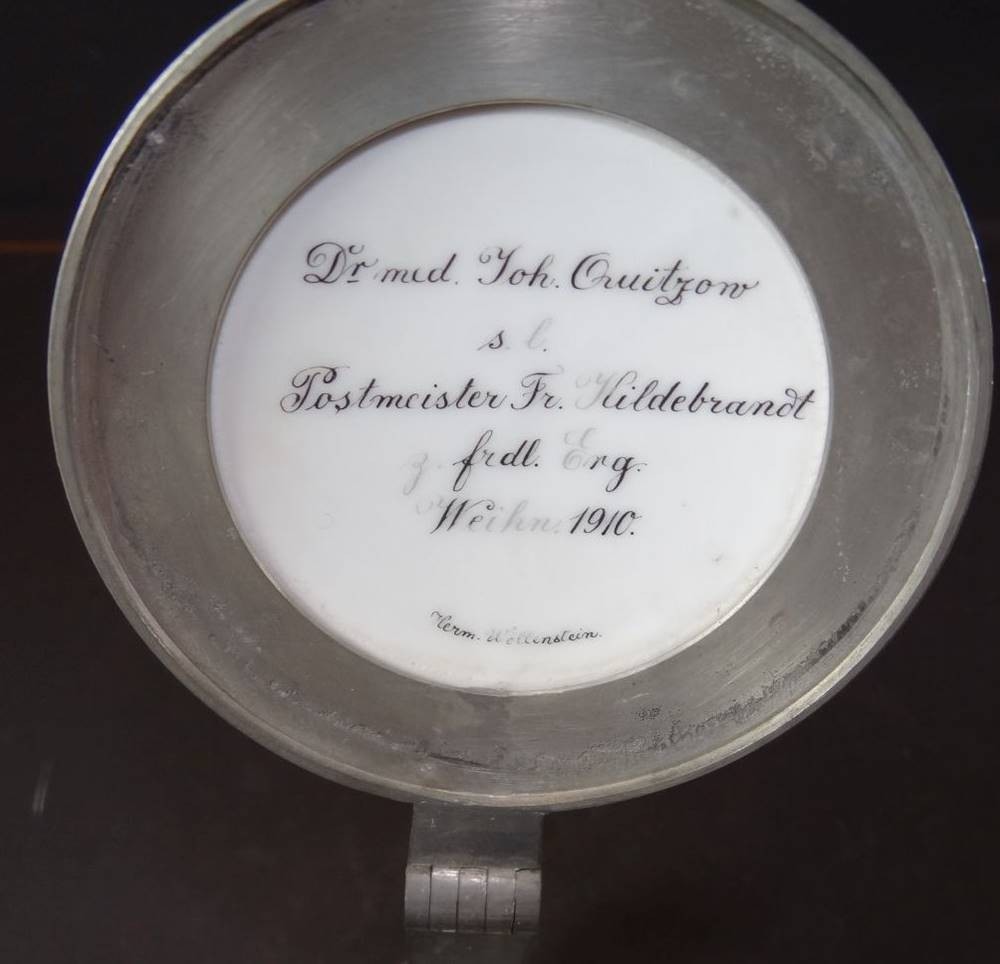 Dr med. Joh. Quitzow
s. l.
Postmeister Fr. Hildebrandt
z. frdl. Erg.
Weihn. 1910.
Herm. Wollenstein.